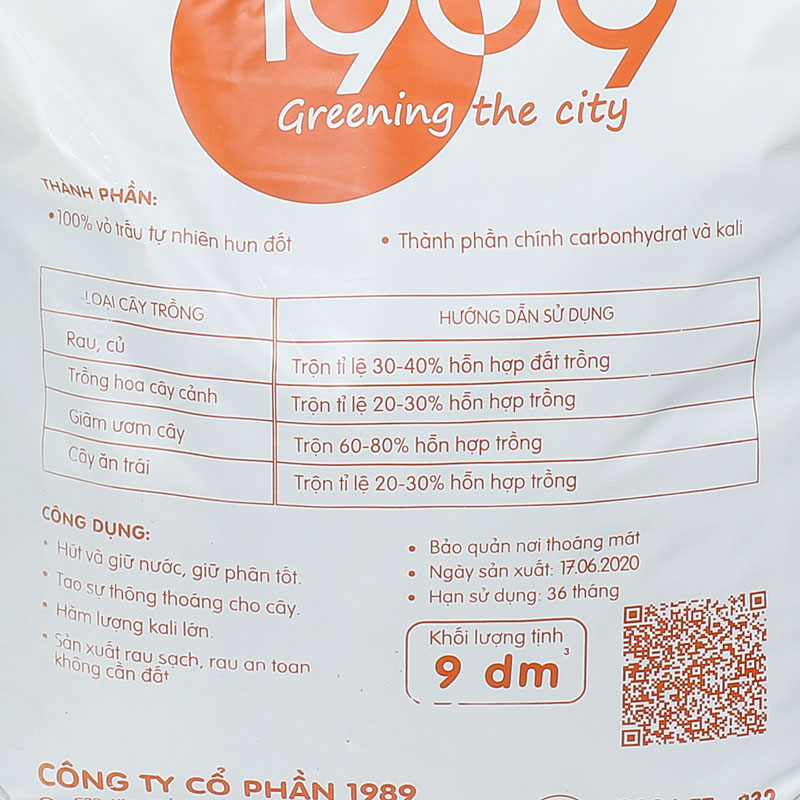 1989
Greening the city
THÀNH PHẦN:
•100% vỏ trấu tự nhiên hun đốt
• Thành phần chính carbonhydrat và kali
LOẠI CÂY TRỒNG
HƯỚNG DẪN SỬ DỤNG
Rau, củ
Trộn tỉ lệ 30-40% hỗn hợp đất trồng
Trồng hoa cây cảnh
Trộn tỉ lệ 20-30% hỗn hợp trồng
Giâm ươm cây
Trộn 60-80% hỗn hợp trồng
Cây ăn trái
Trộn tỉ lệ 20-30% hỗn hợp trồng
CÔNG DỤNG:
• Hút và giữ nước, giữ phân tốt.
• Tạo sự thông thoáng cho cây.
• Hàm lượng kali lớn.
• Sản xuất rau sạch, rau an toan
không cần đất
• Bảo quản nơi thoáng mát
• Ngày sản xuất: 17.06.2020
• Hạn sử dụng: 36 tháng
Khối lượng tịnh
9 dm³
CÔNG TY CỔ PHẦN 1989